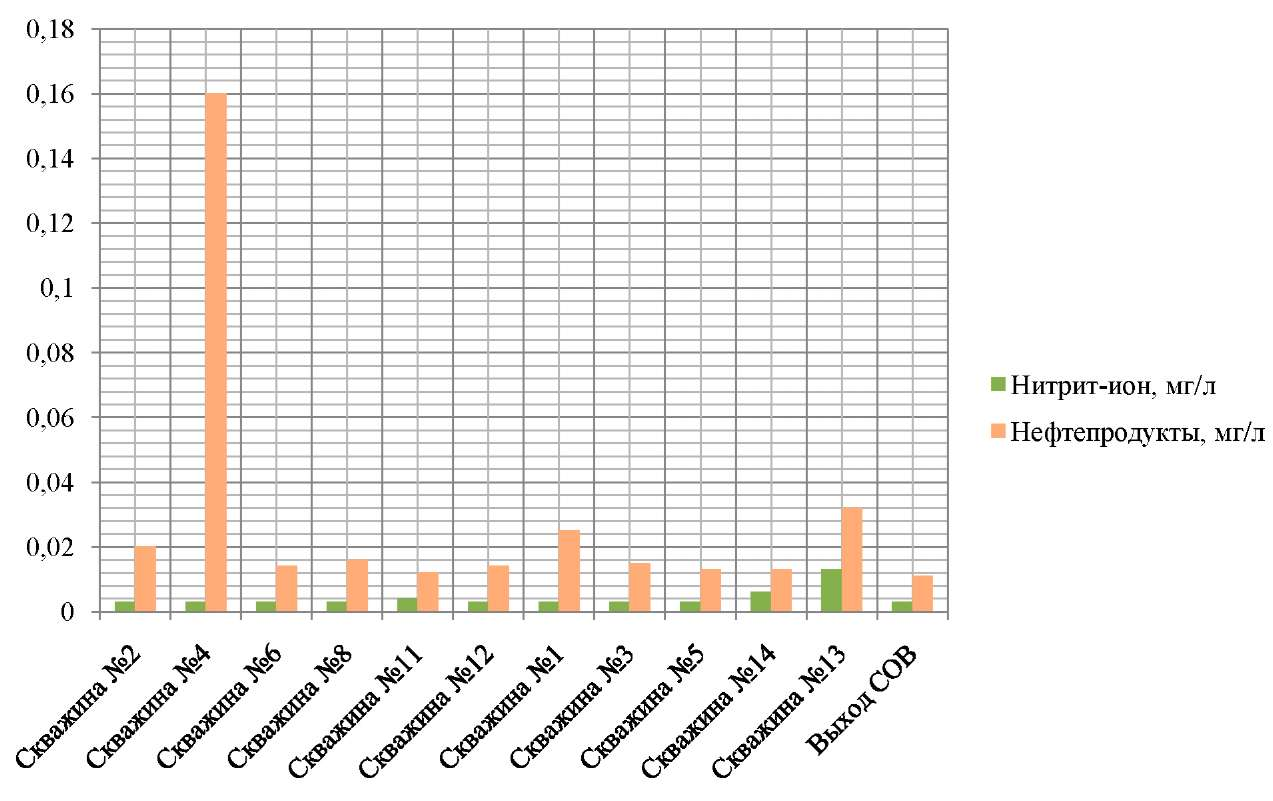 0,18
0,16
0,14
0,12
0,1
0,08
0,06
0,04
0,02
0
Скважина №2
Скважина №4
Скважина №6
Скважина №8
Скважина №11
Скважина №12
Скважина №1
Скважина №3
Скважина №5
Скважина №14
Скважина №13
Выход СОВ
Нитрит-ион, мг/л
Нефтепродукты, мг/л